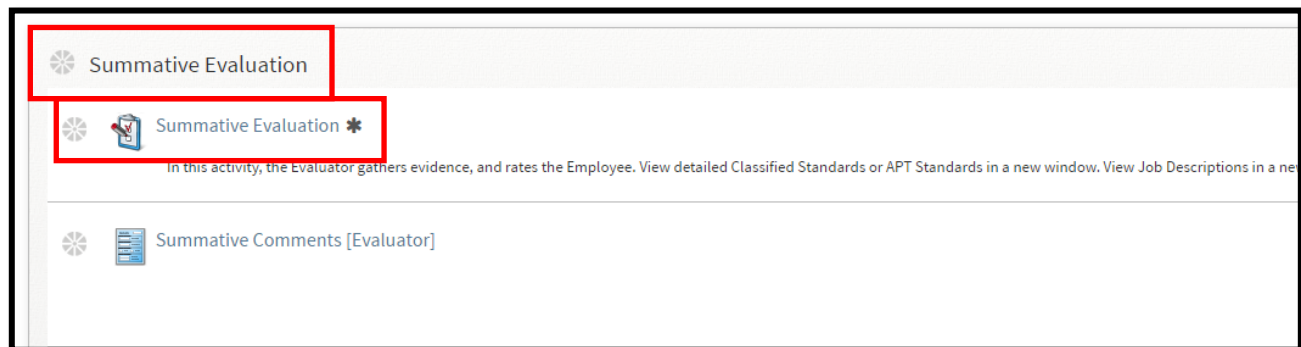 Summative Evaluation
Summative Evaluation ✱
In this activity, the Evaluator gathers evidence, and rates the Employee. View detailed Classified Standards or APT Standards in a new window. View Job Descriptions in a
Summative Comments [Evaluator]